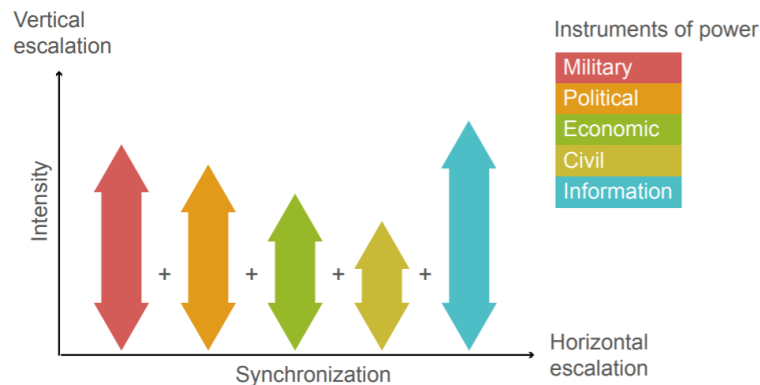 Vertical
escalation
Instruments of power
Military
Political
Economic
Civil
Information
Intensity
+ + + +
Synchronization
Horizontal
escalation